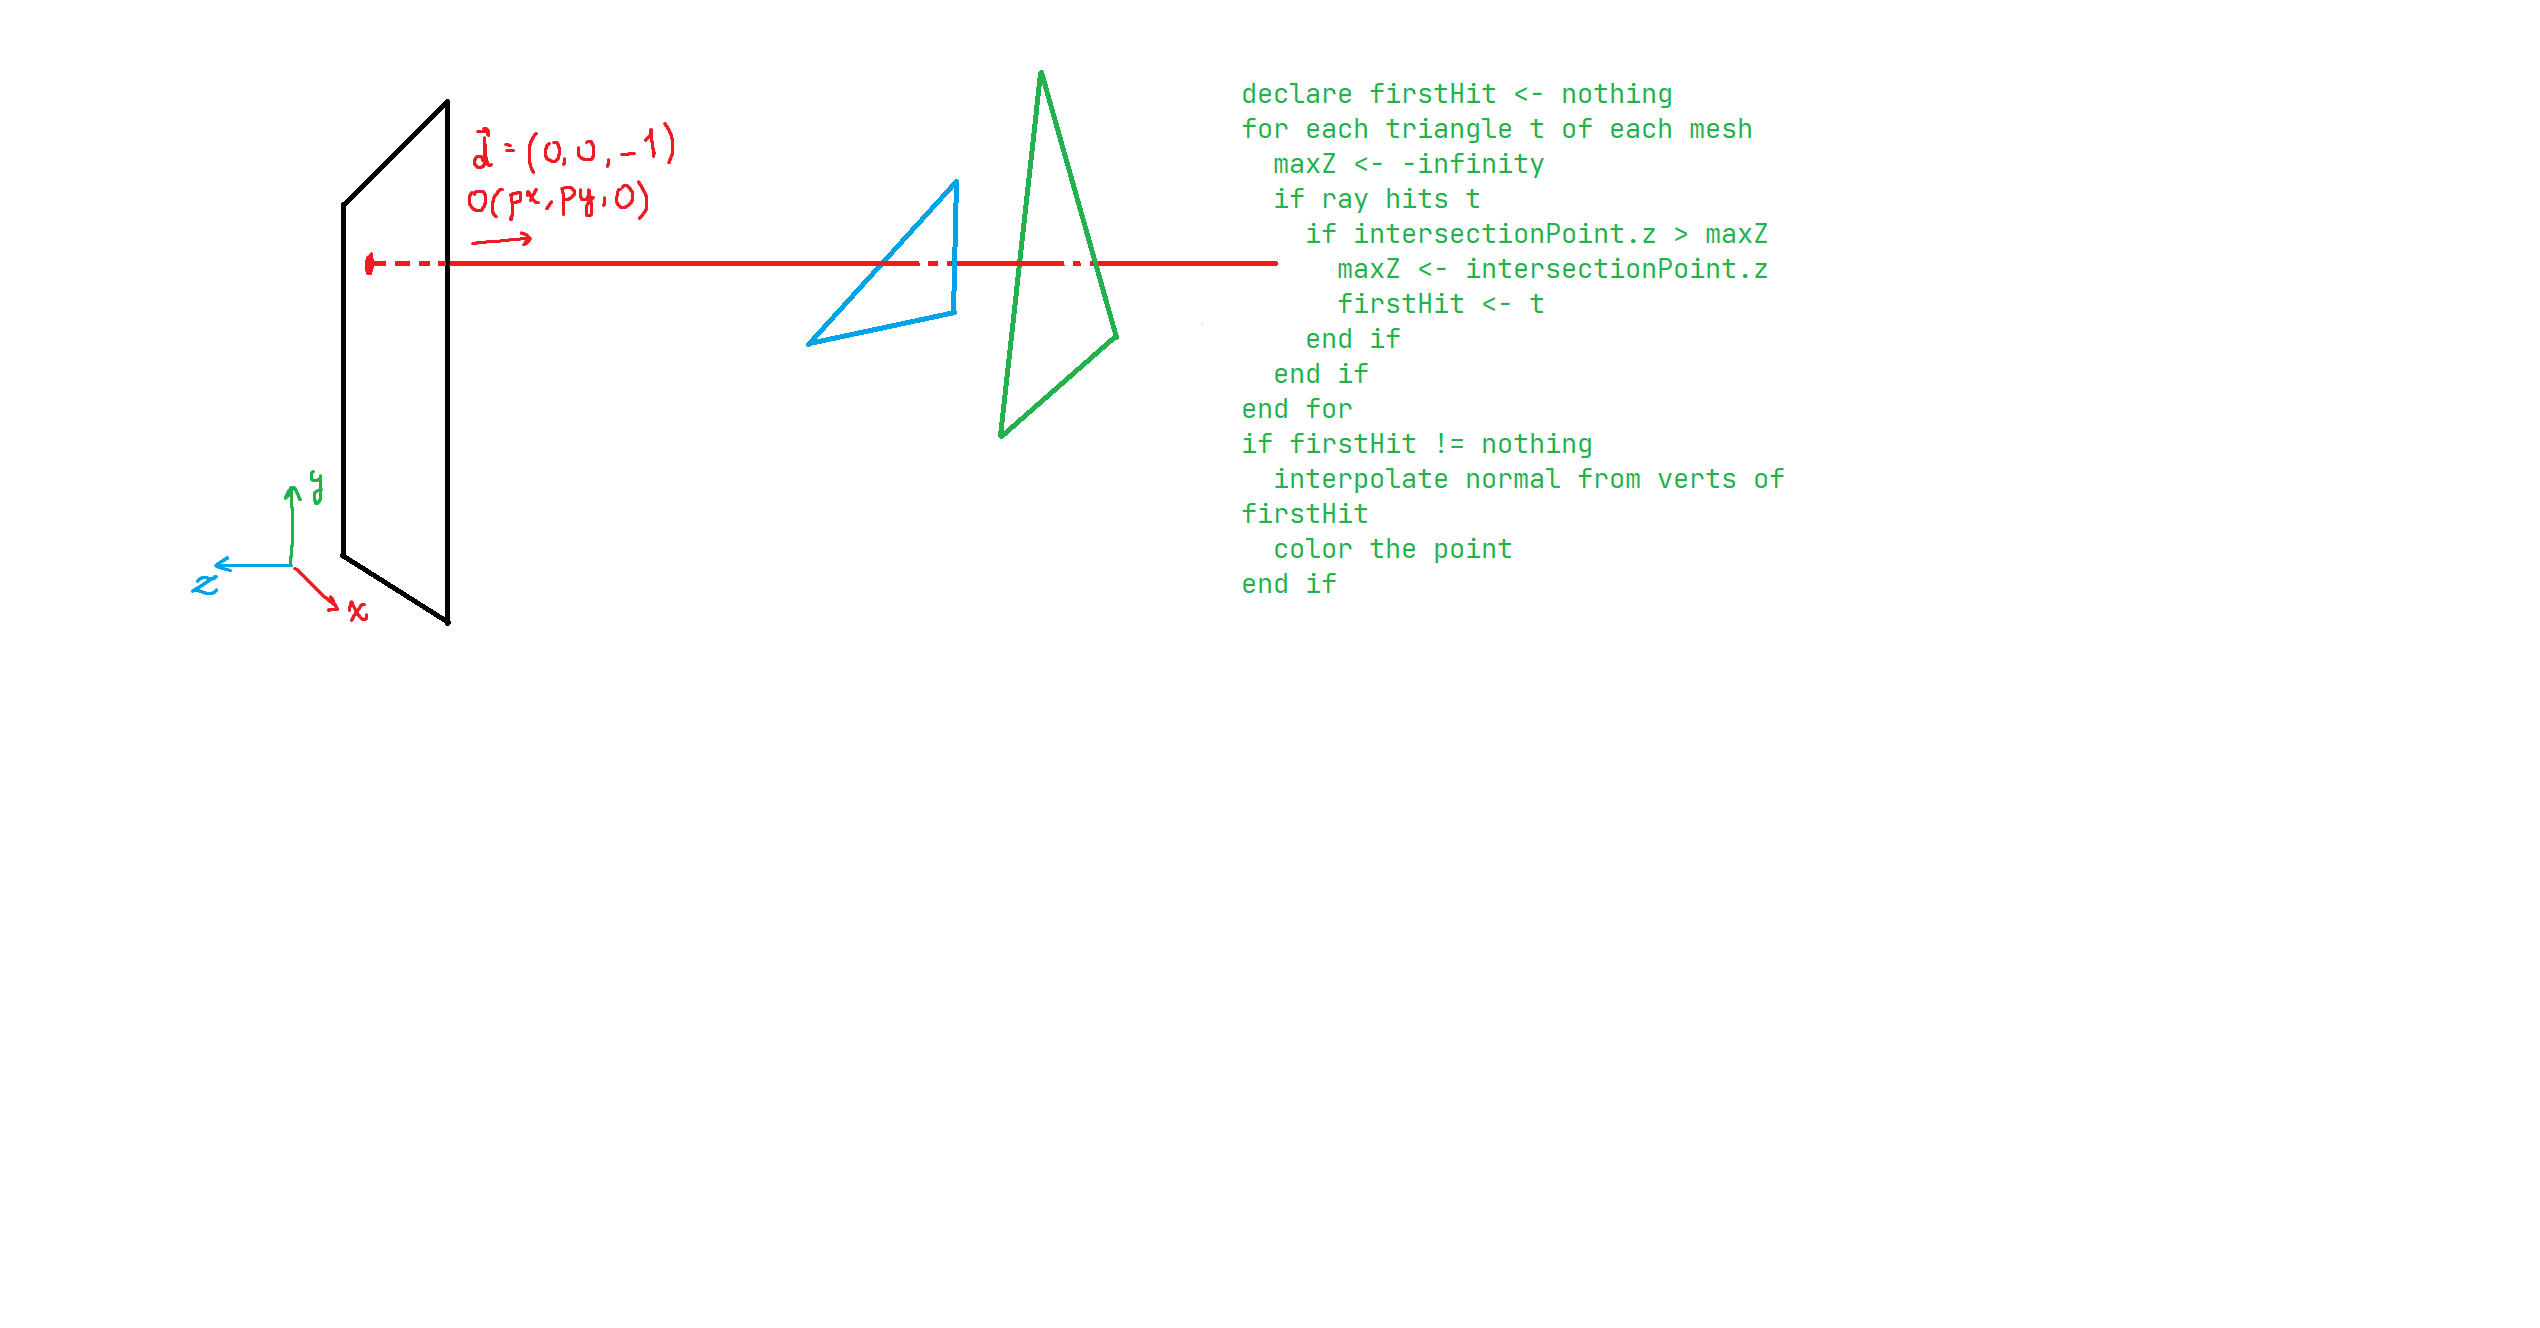 d⃗ = (0, 0, -1)
O(px, py, 0)
y
z
x
declare firstHit <- nothing
for each triangle t of each mesh
  maxZ <- -infinity
  if ray hits t
    if intersectionPoint.z > maxZ
      maxZ <- intersectionPoint.z
      firstHit <- t
    end if
  end if
end for
if firstHit != nothing
  interpolate normal from verts of
firstHit
  color the point
end if